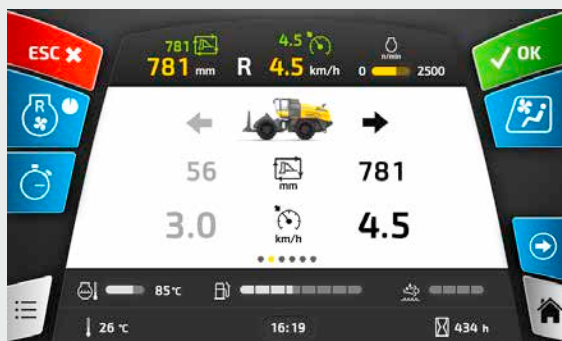 ESC
OK
781
4.5
n/min
781 mm
R
4.5 km/h
0
2500
R
56
mm
781
3.0
km/h
4.5
85°C
26 °C
16:19
434 h